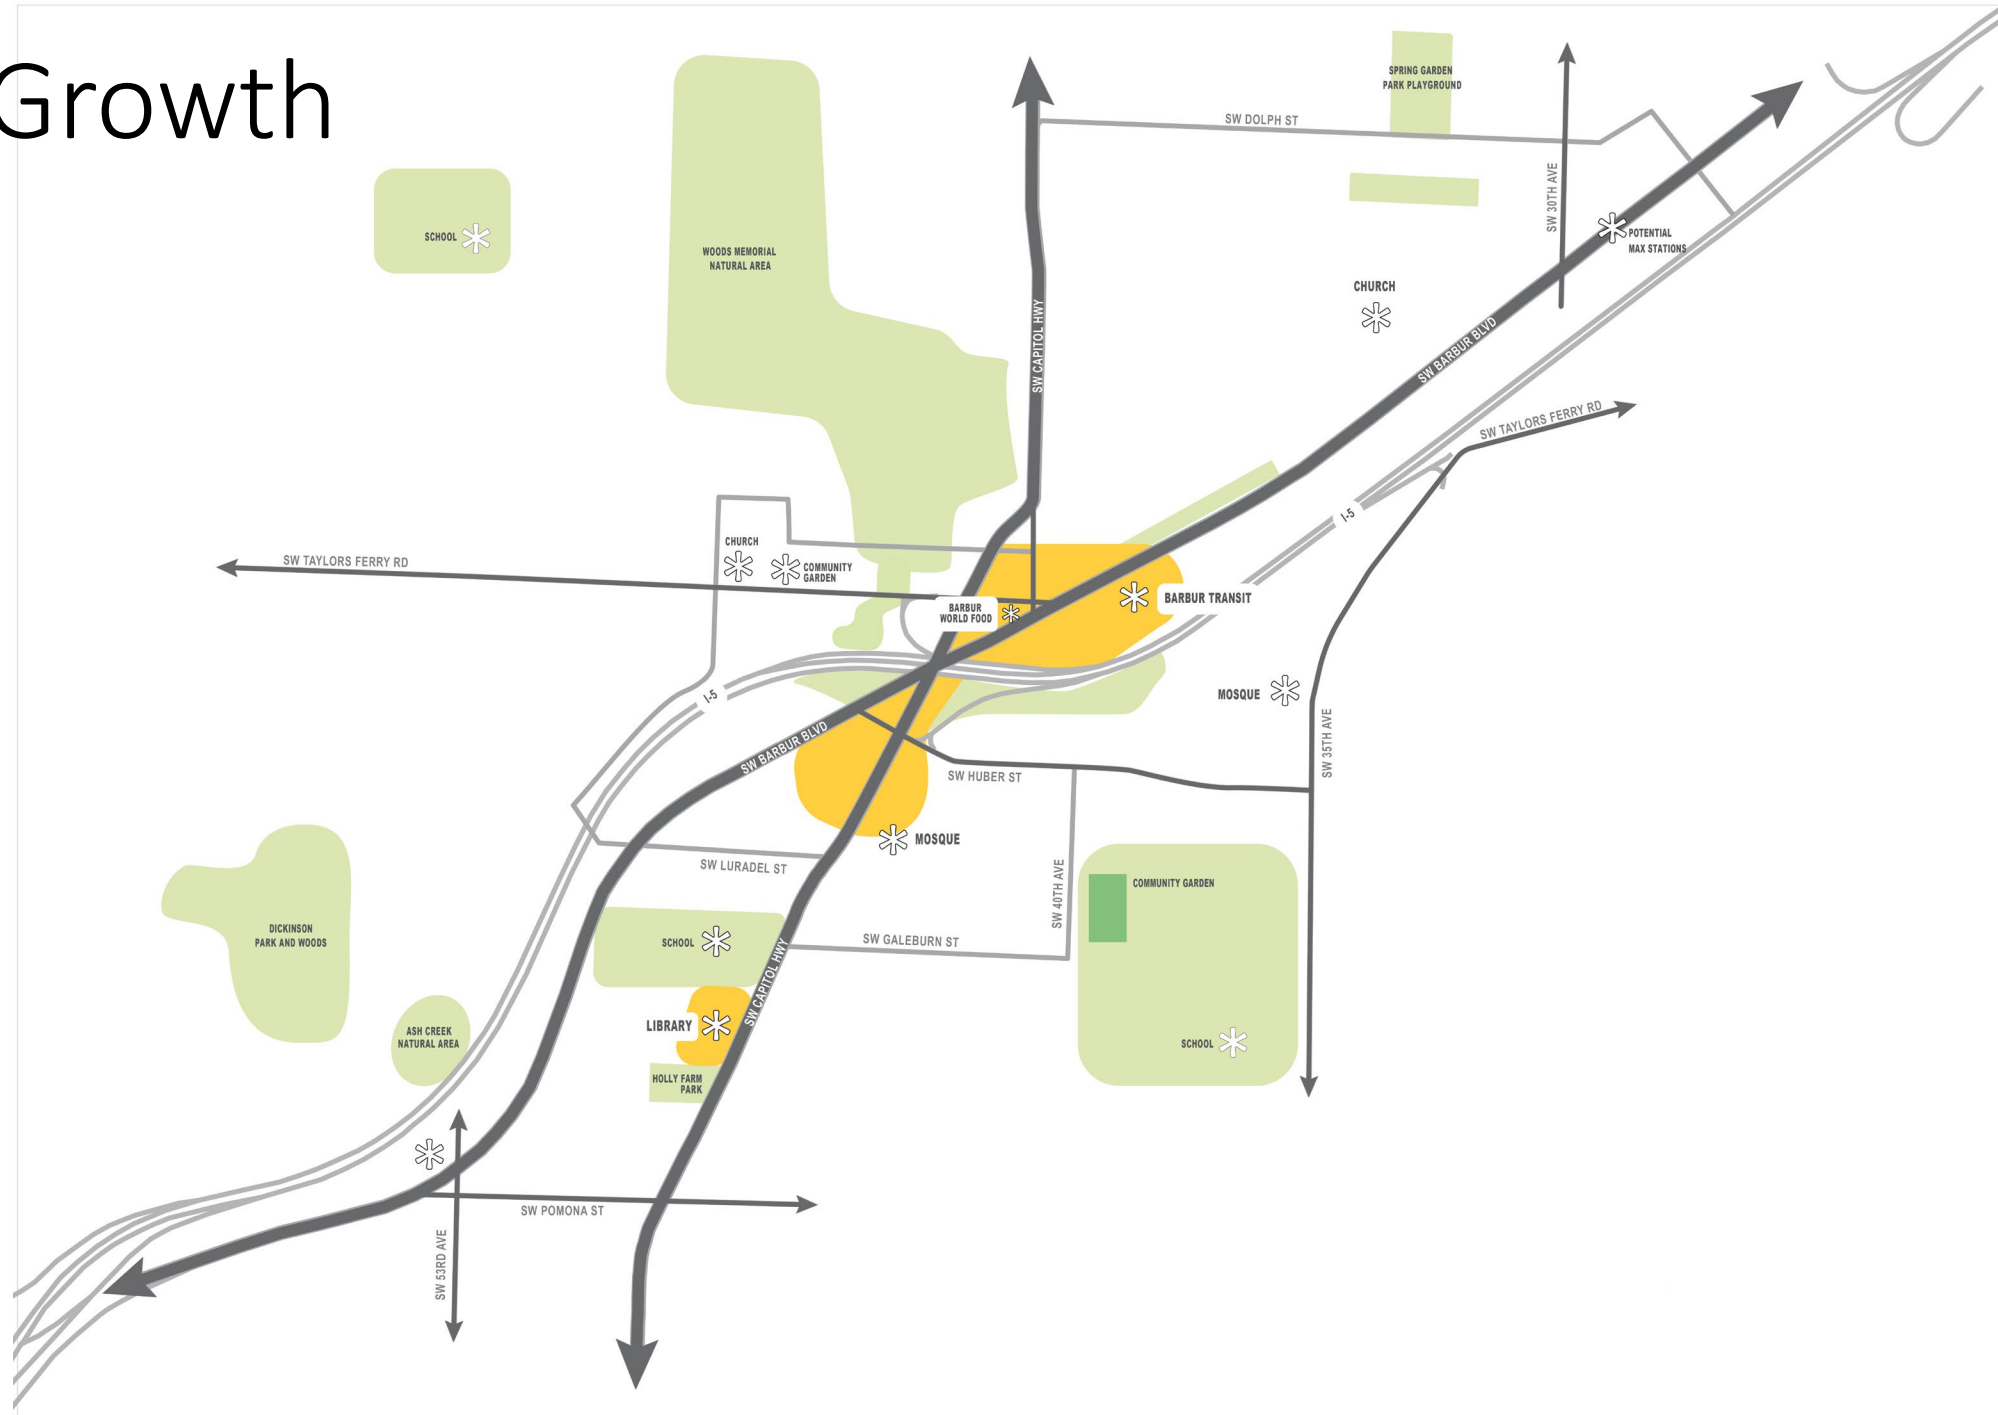 Growth
SPRING GARDEN
PARK PLAYGROUND
SW DOLPH ST
SW 30TH AVE
SCHOOL
WOODS MEMORIAL
NATURAL AREA
POTENTIAL
MAX STATIONS
CHURCH
SW CAPITOL HWY
SW BARBUR BLVD
SW TAYLORS FERRY RD
I-5
CHURCH
SW TAYLORS FERRY RD
COMMUNITY
GARDEN
BARBUR
WORLD FOOD
BARBUR TRANSIT
I-5
MOSQUE
SW BARBUR BLVD
SW 35TH AVE
SW HUBER ST
MOSQUE
SW LURADEL ST
SW 40TH AVE
COMMUNITY GARDEN
DICKINSON
PARK AND WOODS
SCHOOL
SW GALEBURN ST
SW CAPITOL HWY
LIBRARY
ASH CREEK
NATURAL AREA
SCHOOL
HOLLY FARM
PARK
SW POMONA ST
SW 53RD AVE